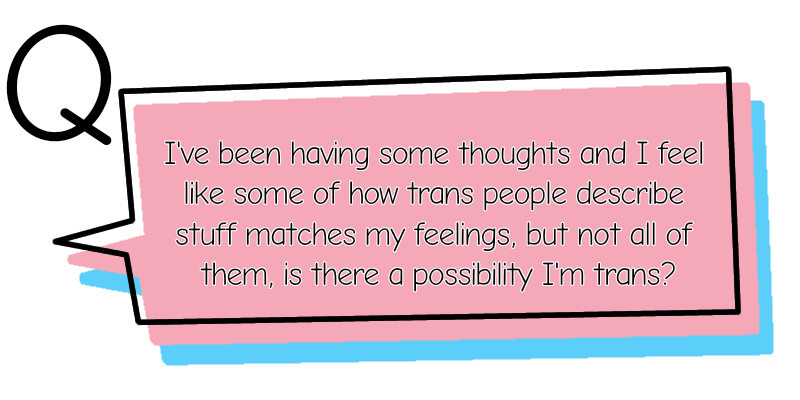 Q
I've been having some thoughts and I feel
like some of how trans people describe
stuff matches my feelings, but not all of
them, is there a possibility I'm trans?